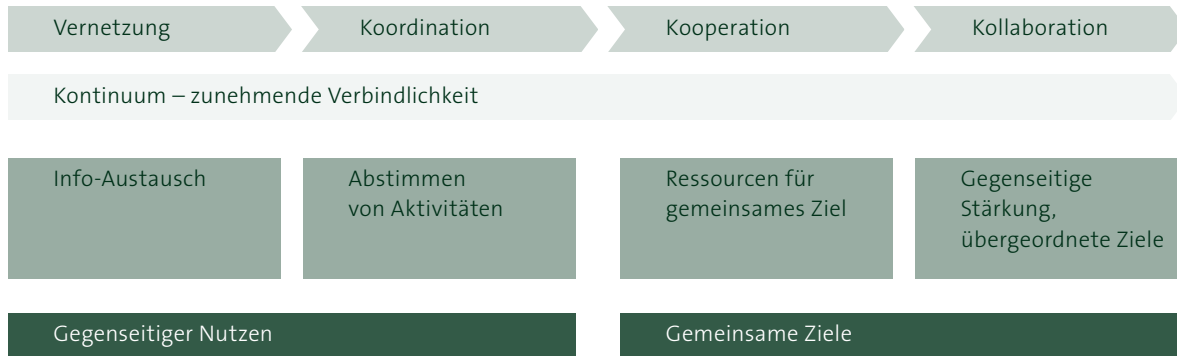 Vernetzung
Koordination
Kooperation
Kollaboration
Kontinuum – zunehmende Verbindlichkeit
Info-Austausch
Abstimmen
von Aktivitäten
Ressourcen für
gemeinsames Ziel
Gegenseitige
Stärkung,
übergeordnete Ziele
Gegenseitiger Nutzen
Gemeinsame Ziele